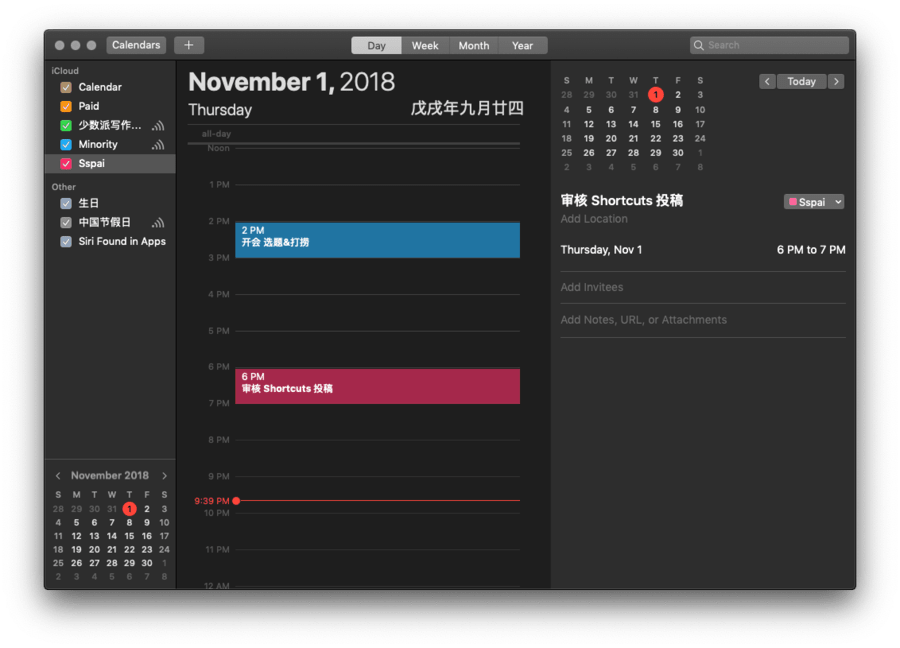 Calendars
+
Day Week Month Year
Search
iCloud
Calendar
Paid
少数派写作...
Minority
Sspai
Other
生日
中国节假日
Siri Found in Apps
November 2018
S M T W T F S
28 29 30 31 1 2 3
4 5 6 7 8 9 10
11 12 13 14 15 16 17
18 19 20 21 22 23 24
25 26 27 28 29 30 1
2 3 4 5 6 7 8
November 1, 2018
Thursday 戊戌年九月廿四
all-day
Noon
1 PM
2 PM
2 PM
开会 选题&打捞
3 PM
4 PM
5 PM
6 PM
6 PM
审核 Shortcuts 投稿
7 PM
8 PM
9 PM
9:39 PM
10 PM
11 PM
12 AM
S M T W T F S
28 29 30 31 1 2 3
4 5 6 7 8 9 10
11 12 13 14 15 16 17
18 19 20 21 22 23 24
25 26 27 28 29 30 1
2 3 4 5 6 7 8
Today
审核 Shortcuts 投稿
Sspai
Add Location
Thursday, Nov 1 6 PM to 7 PM
Add Invitees
Add Notes, URL, or Attachments